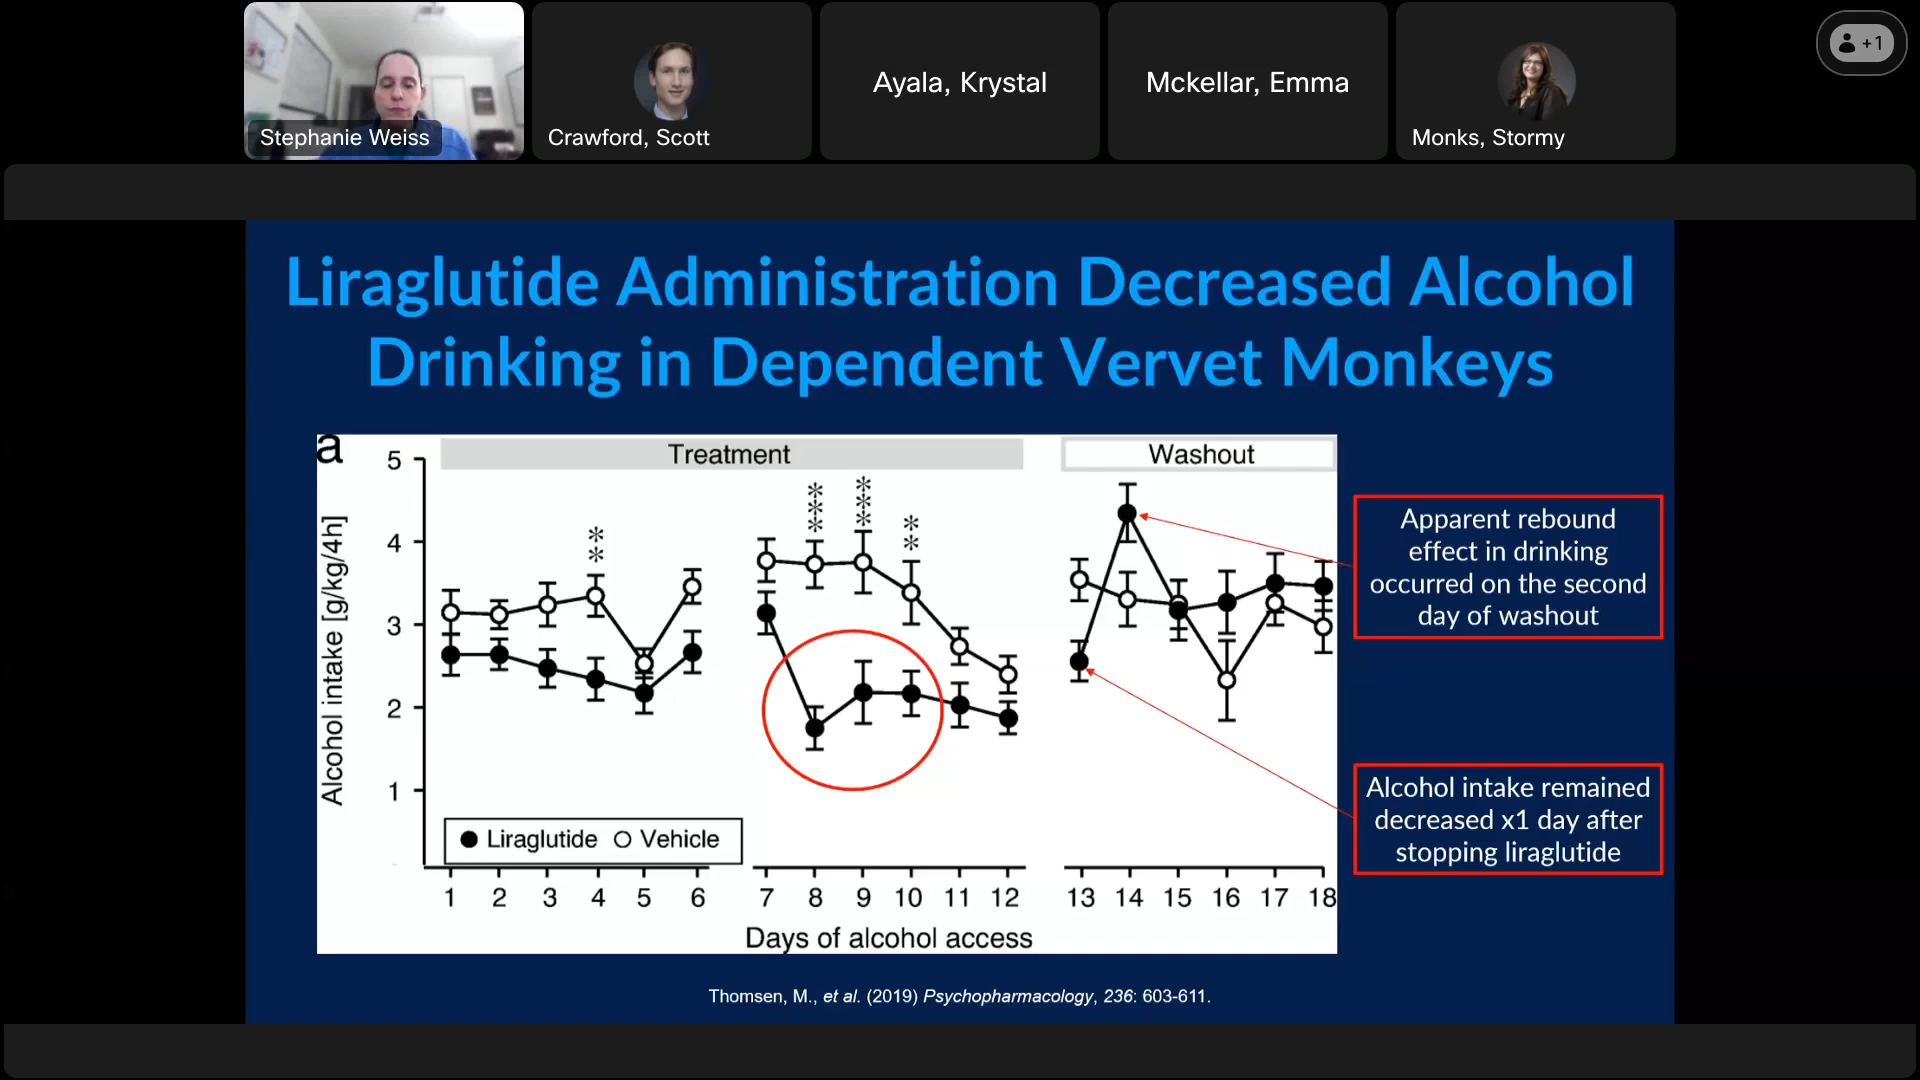 Stephanie Weiss
Crawford, Scott
Ayala, Krystal
Mckellar, Emma
Monks, Stormy
+1
Liraglutide Administration Decreased Alcohol
Drinking in Dependent Vervet Monkeys
a
Treatment
Washout
5
4
3
2
1
Alcohol intake [g/kg/4h]
**
****
****
**
Liraglutide Vehicle
1 2 3 4 5 6 7 8 9 10 11 12 13 14 15 16 17 18
Days of alcohol access
Apparent rebound
effect in drinking
occurred on the second
day of washout
Alcohol intake remained
decreased x1 day after
stopping liraglutide
Thomsen, M., et al. (2019) Psychopharmacology, 236: 603-611.